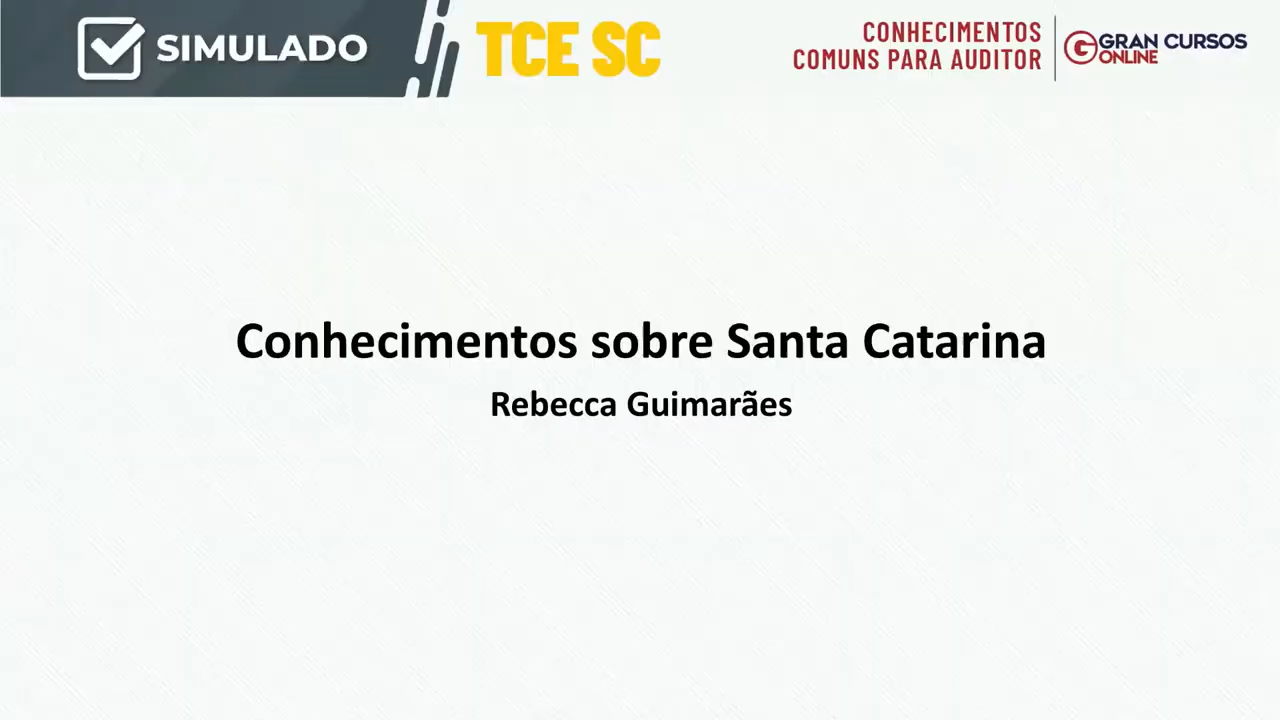 SIMULADO
TCE SC
CONHECIMENTOS
COMUNS PARA AUDITOR
GRAN CURSOS
ONLINE
Conhecimentos sobre Santa Catarina
Rebecca Guimarães